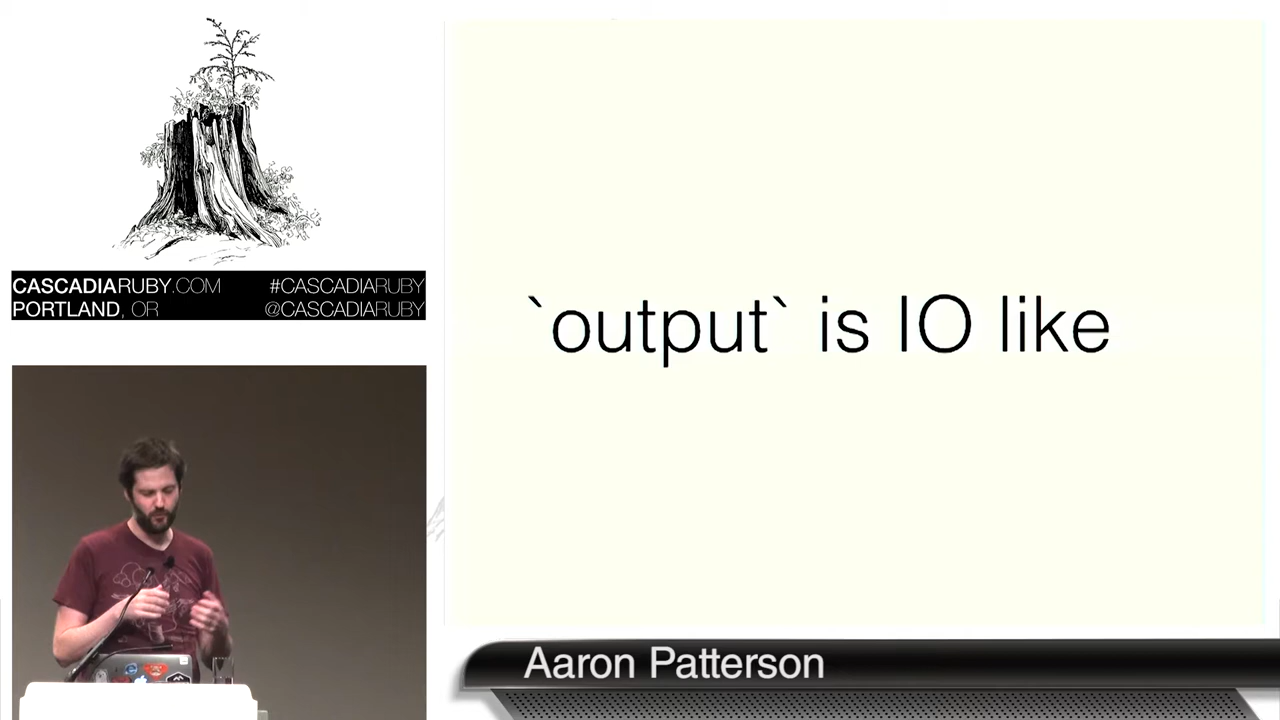 CASCADIARUBY.COM #CASCADIARUBY
PORTLAND, OR @CASCADIARUBY
`output` is IO like
Aaron Patterson